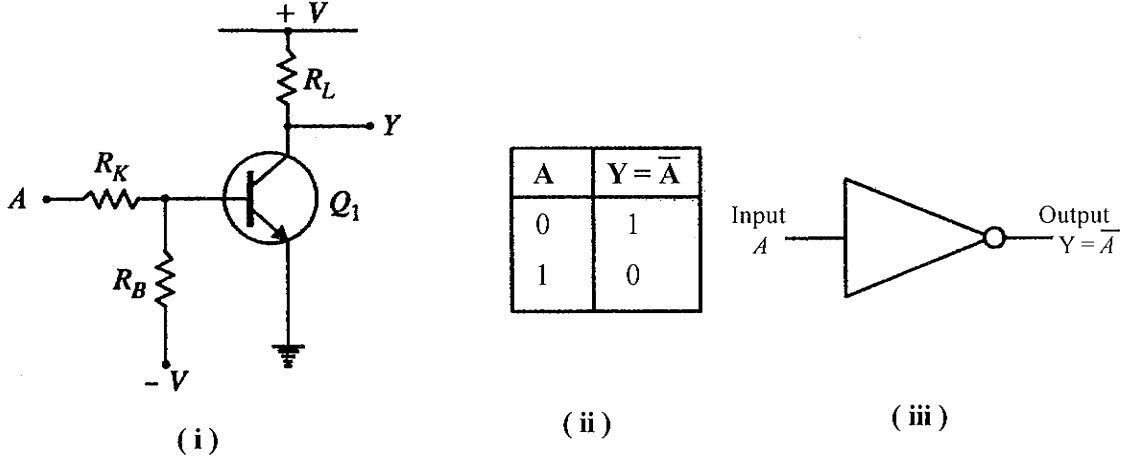 + V
R_L
Y
R_K
A
Q_1
R_B
– V
( i )
A Y = A̅
0 1
1 0
( ii )
Input
A
Output
Y = A̅
( iii )